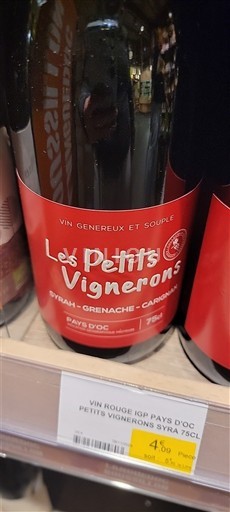 VIN GENEREUX ET SOUPLE
Les Petits
Vignerons
SYRAH - GRENACHE - CARIGNAN
PAYS D'OC
75cl
VIN ROUGE IGP PAYS D'OC
PETITS VIGNERONS SYRA 75CL
4€,09